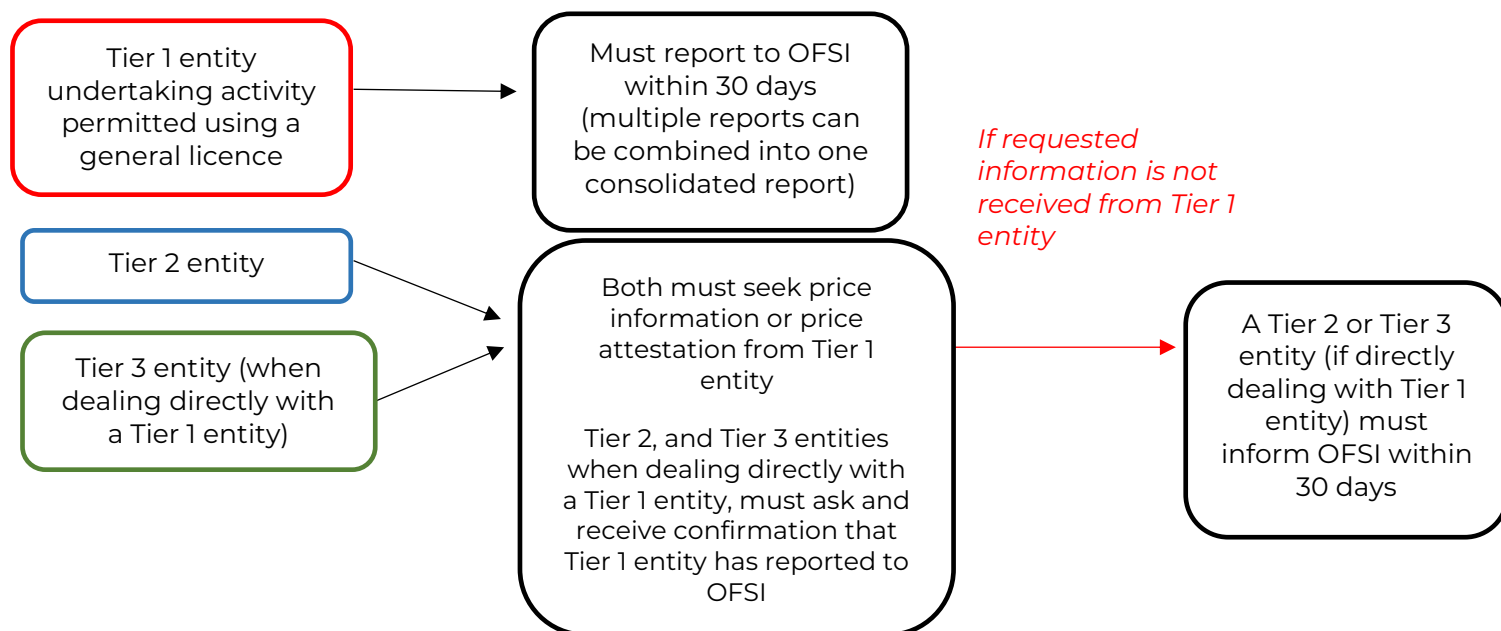 Tier 1 entity
undertaking activity
permitted using a
general licence
Must report to OFSI
within 30 days
(multiple reports can
be combined into one
consolidated report)
If requested
information is not
received from Tier 1
entity
Tier 2 entity
Tier 3 entity (when
dealing directly with
a Tier 1 entity)
Both must seek price
information or price
attestation from Tier 1
entity
Tier 2, and Tier 3 entities
when dealing directly with
a Tier 1 entity, must ask and
receive confirmation that
Tier 1 entity has reported to
OFSI
A Tier 2 or Tier 3
entity (if directly
dealing with Tier 1
entity) must
inform OFSI within
30 days